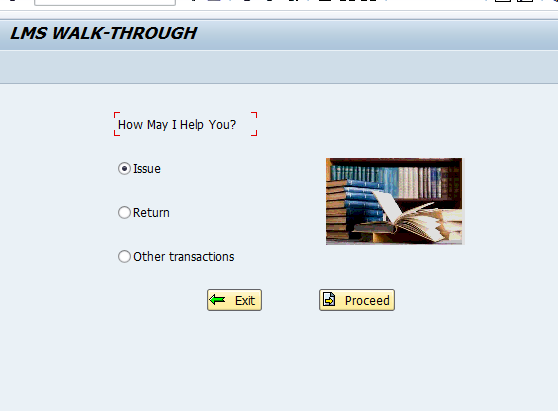 LMS WALK-THROUGH
How May I Help You?
Issue
Return
Other transactions
Exit
Proceed